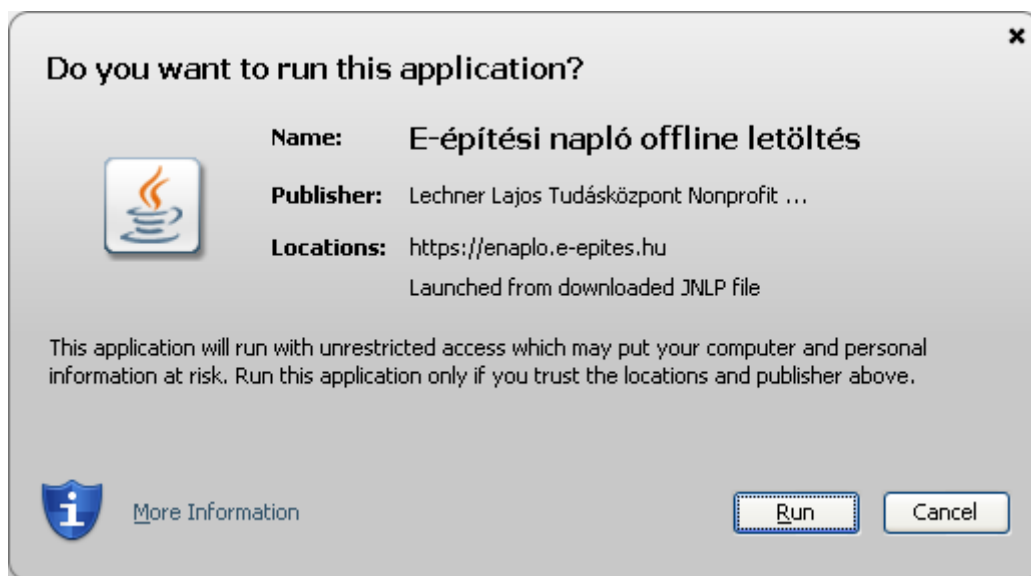 Do you want to run this application?
Name: E-építési napló offline letöltés
Publisher: Lechner Lajos Tudásközpont Nonprofit ...
Locations: https://enaplo.e-epites.hu
Launched from downloaded JNLP file
This application will run with unrestricted access which may put your computer and personal
information at risk. Run this application only if you trust the locations and publisher above.
More Information
Run
Cancel